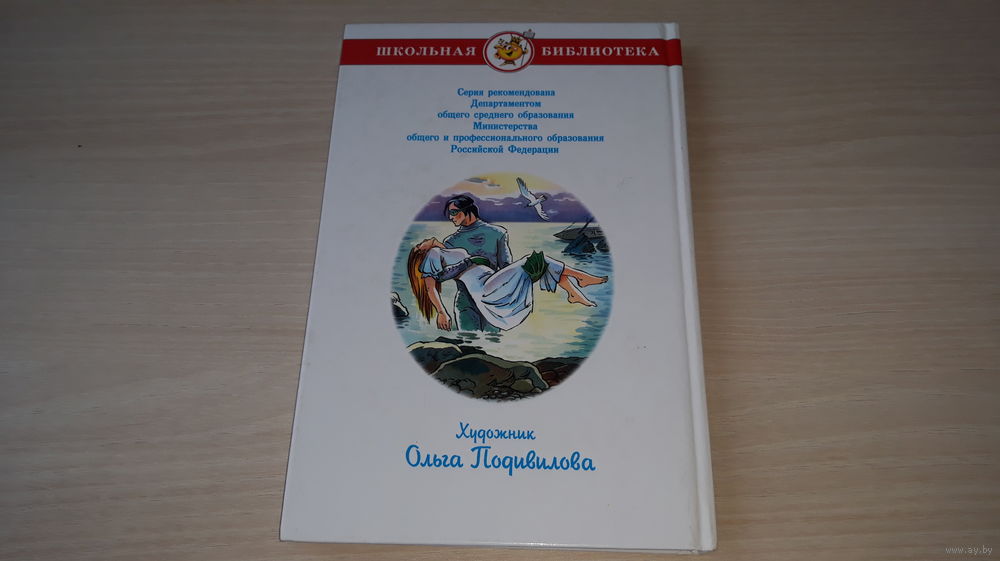 ШКОЛЬНАЯ БИБЛИОТЕКА
Серия рекомендована
Департаментом
общего среднего образования
Министерства
общего и профессионального образования
Российской Федерации
Художник
Ольга Подивилова
www.ay.by